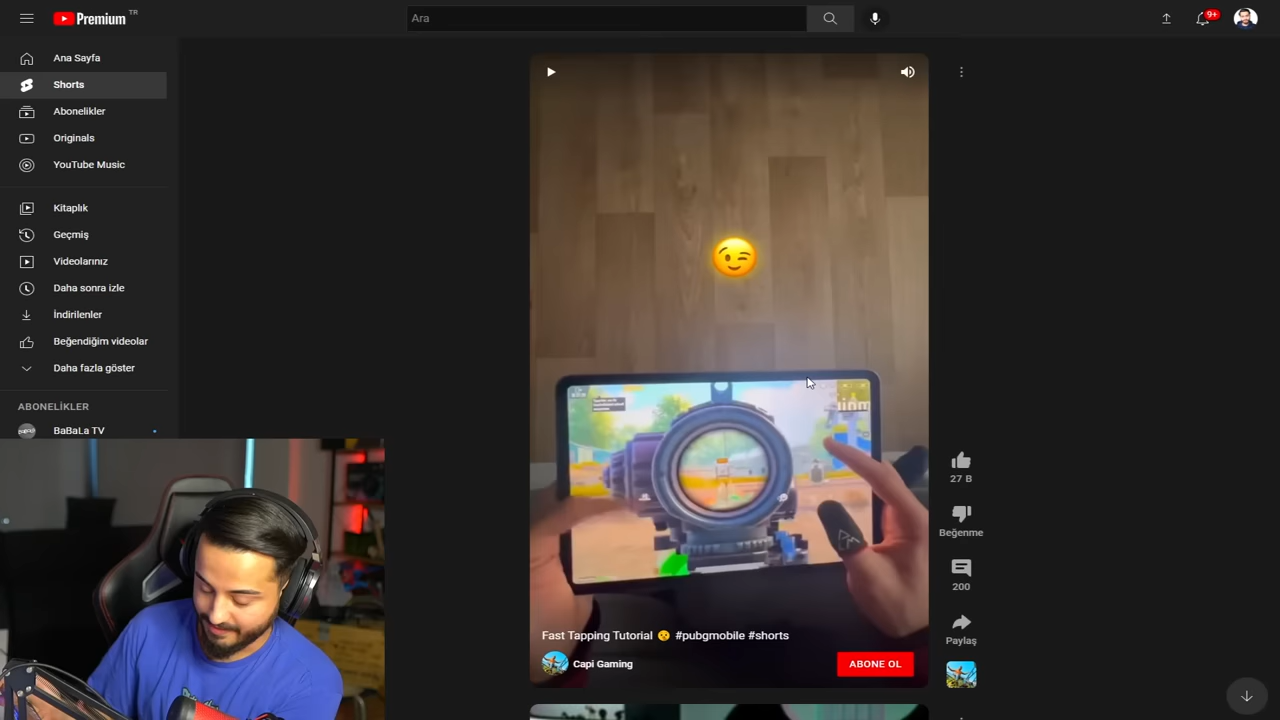 Premium TR
Ara
9+
Ana Sayfa
Shorts
Abonelikler
Originals
YouTube Music
Kitaplık
Geçmiş
Videolarınız
Daha sonra izle
İndirilenler
Beğendiğim videolar
Daha fazla göster
ABONELİKLER
BaBaLa TV
27 B
Beğenme
200
Paylaş
Fast Tapping Tutorial 😯 #pubgmobile #shorts
Capi Gaming
ABONE OL